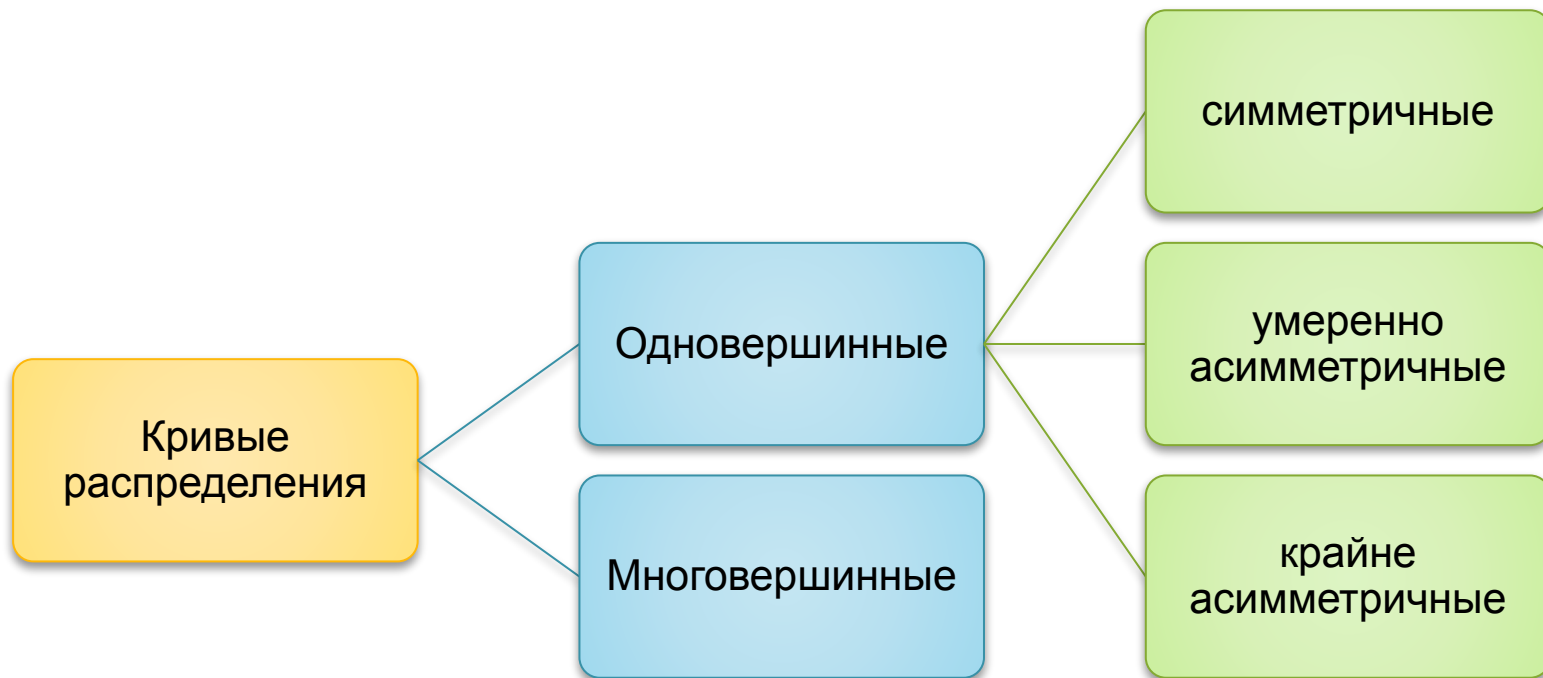 Кривые
распределения
Одновершинные
Многовершинные
симметричные
умеренно
асимметричные
крайне
асимметричные